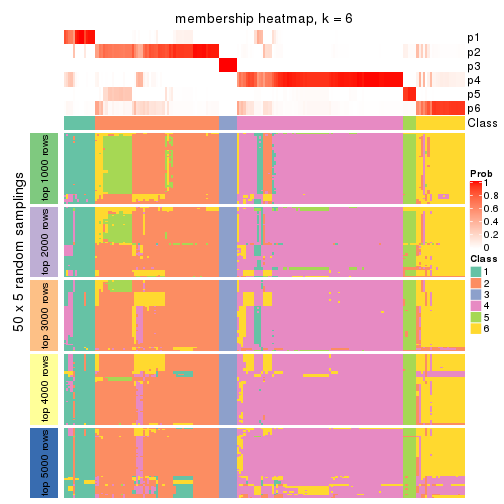 membership heatmap, k = 6
p1
p2
p3
p4
p5
p6
Class
50 x 5 random samplings
top 1000 rows
top 2000 rows
top 3000 rows
top 4000 rows
top 5000 rows
Prob
1
0.8
0.6
0.4
0.2
0
Class
1
2
3
4
5
6